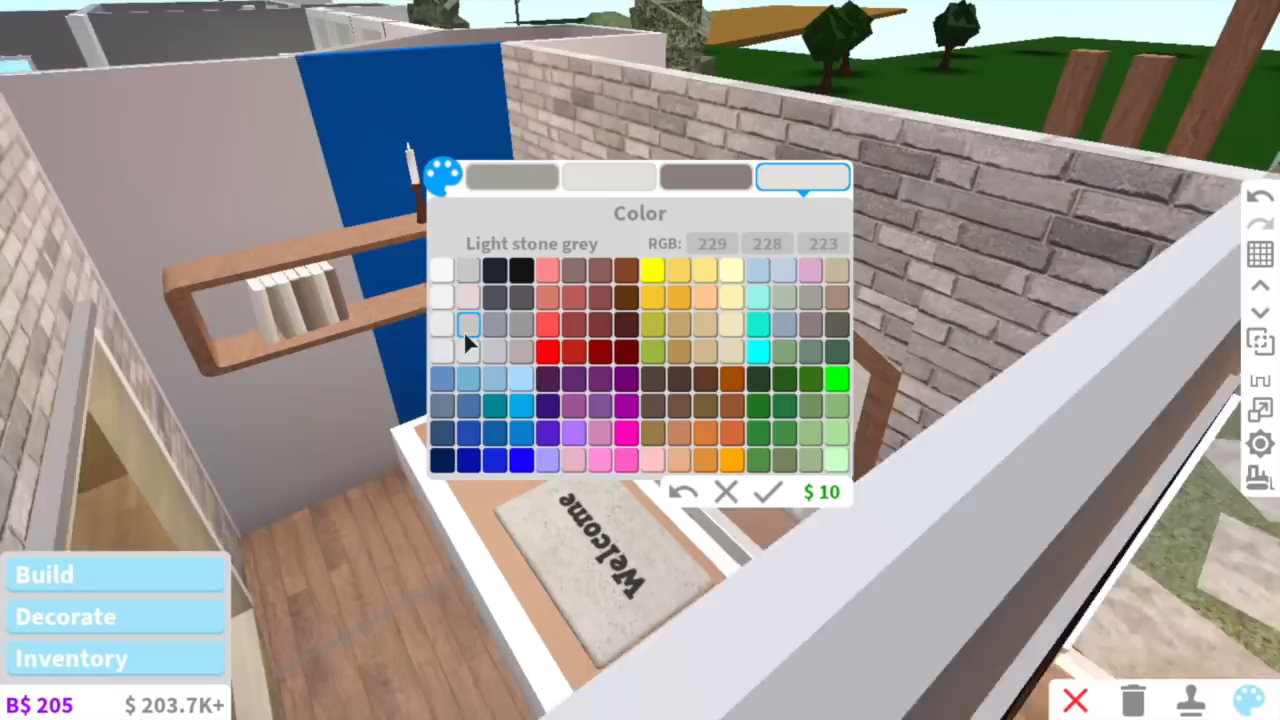 Color
Light stone grey RGB: 229 228 223
$ 10
Welcome
Build
Decorate
Inventory
B$ 205 $ 203.7K+